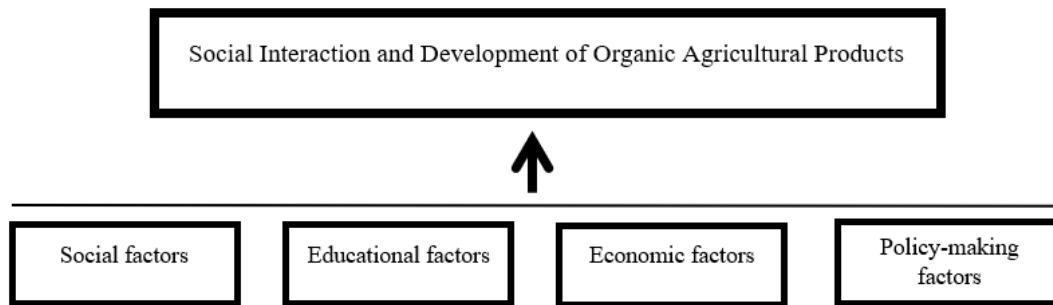 Social Interaction and Development of Organic Agricultural Products
Social factors
Educational factors
Economic factors
Policy-making
factors